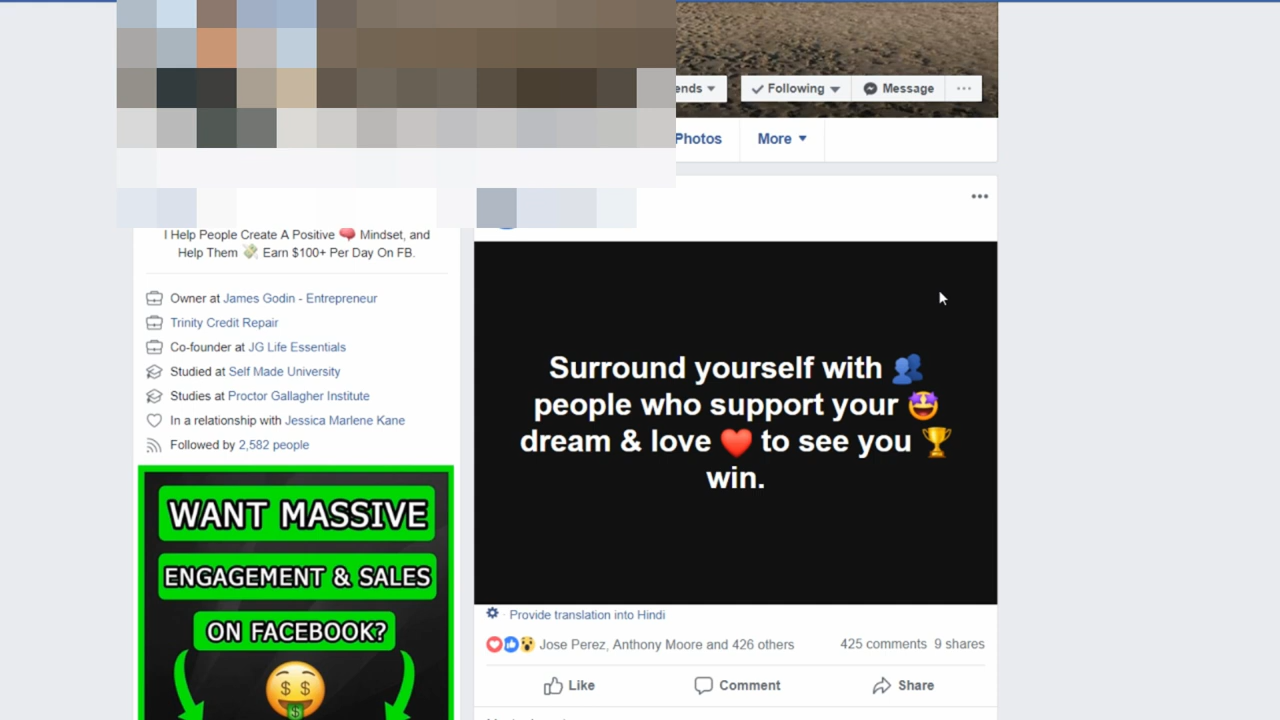 Following
Message
Photos
More
I Help People Create A Positive Mindset, and
Help Them Earn $100+ Per Day On FB.
Owner at James Godin - Entrepreneur
Trinity Credit Repair
Co-founder at JG Life Essentials
Studied at Self Made University
Studies at Proctor Gallagher Institute
In a relationship with Jessica Marlene Kane
Followed by 2,582 people
WANT MASSIVE
ENGAGEMENT & SALES
ON FACEBOOK?
Surround yourself with 👥
people who support your 🤩
dream & love ❤️ to see you 🏆
win.
Provide translation into Hindi
Jose Perez, Anthony Moore and 426 others
425 comments 9 shares
Like
Comment
Share